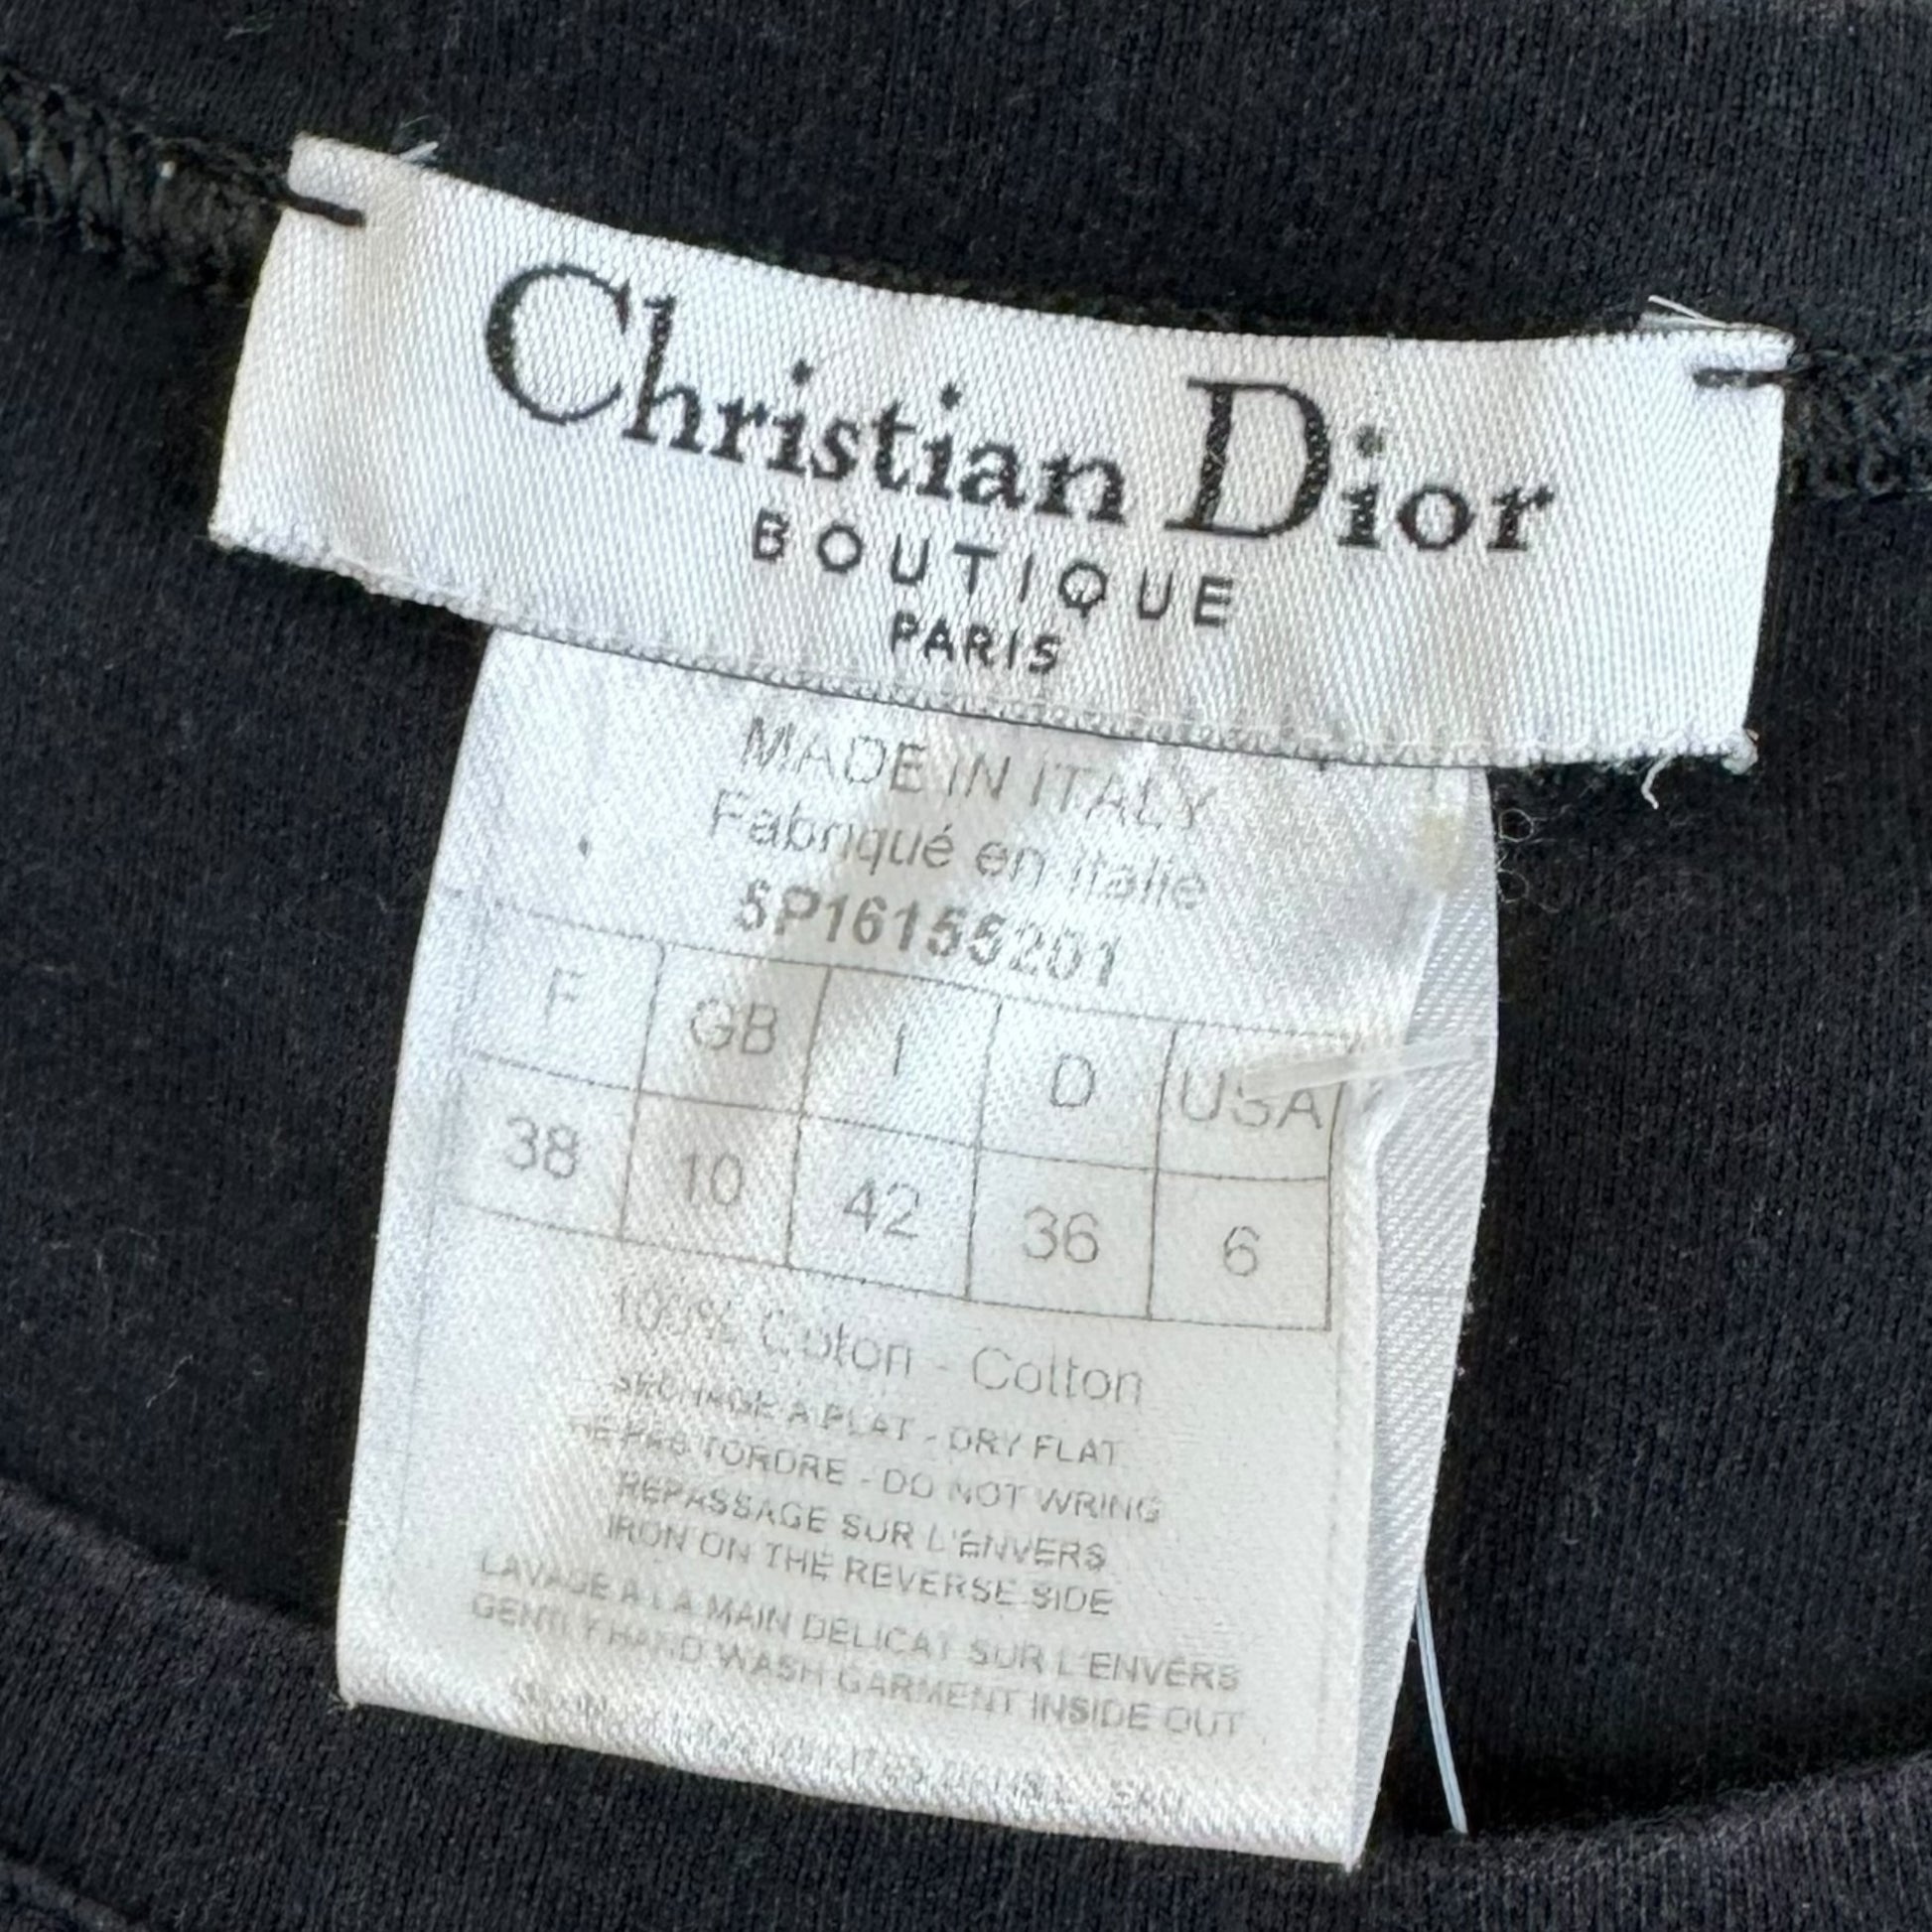 Christian Dior
BOUTIQUE
PARIS
MADE IN ITALY
Fabriqué en Italie
5P16155201
F GB I D USA
38 10 42 36 6
100% Coton - Cotton
SECHAGE A PLAT - DRY FLAT
NE PAS TORDRE - DO NOT WRING
REPASSAGE SUR L'ENVERS
IRON ON THE REVERSE SIDE
LAVAGE A LA MAIN DELICAT SUR L'ENVERS
GENTLY HAND WASH GARMENT INSIDE OUT